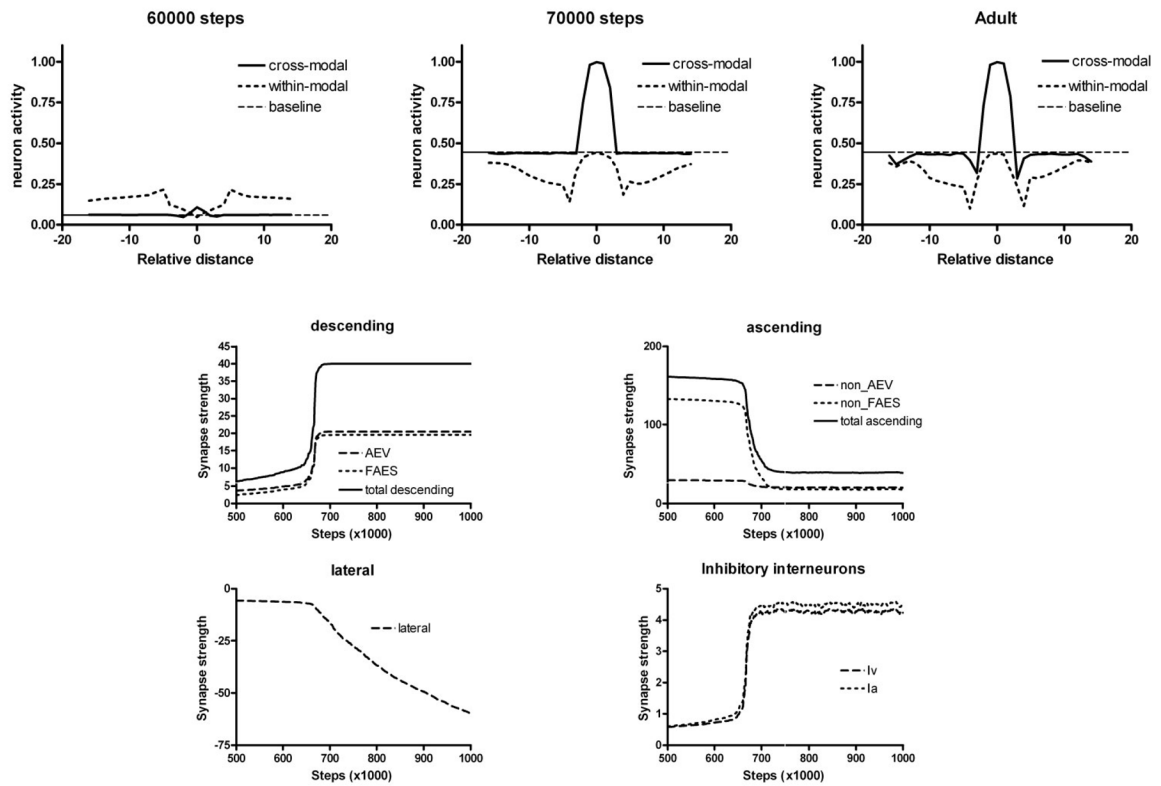 60000 steps
70000 steps
Adult
neuron activity
1.00
0.75
0.50
0.25
0.00
-20
-10
0
10
20
Relative distance
cross-modal
within-modal
baseline
neuron activity
1.00
0.75
0.50
0.25
0.00
-20
-10
0
10
20
Relative distance
cross-modal
within-modal
baseline
neuron activity
1.00
0.75
0.50
0.25
0.00
-20
-10
0
10
20
Relative distance
cross-modal
within-modal
baseline
descending
Synapse strength
45
40
35
30
25
20
15
10
5
0
500
600
700
800
900
1000
Steps (x1000)
AEV
FAES
total descending
ascending
Synapse strength
200
100
0
500
600
700
800
900
1000
Steps (x1000)
non_AEV
non_FAES
total ascending
lateral
Synapse strength
0
-25
-50
-75
500
600
700
800
900
1000
Steps (x1000)
lateral
Inhibitory interneurons
Synapse strength
5
4
3
2
1
0
500
600
700
800
900
1000
Steps (x1000)
Iv
Ia